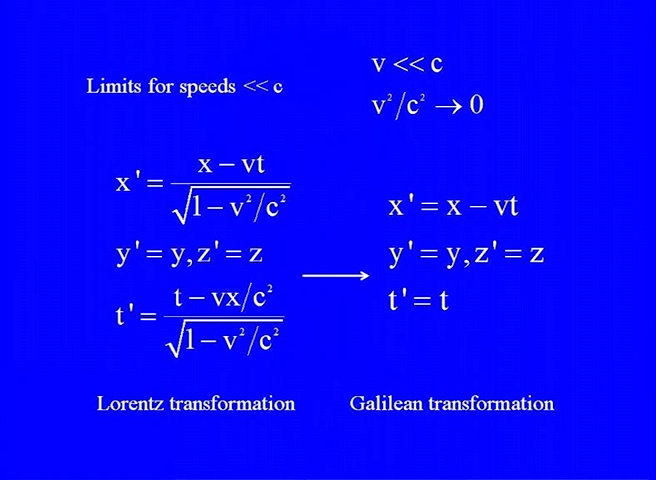 Limits for speeds << c
v << c
v²/c² → 0
x' = x − vt / √1 − v²/c²
y' = y, z' = z
t' = t − vx/c² / √1 − v²/c²
x' = x − vt
y' = y, z' = z
t' = t
Lorentz transformation
Galilean transformation